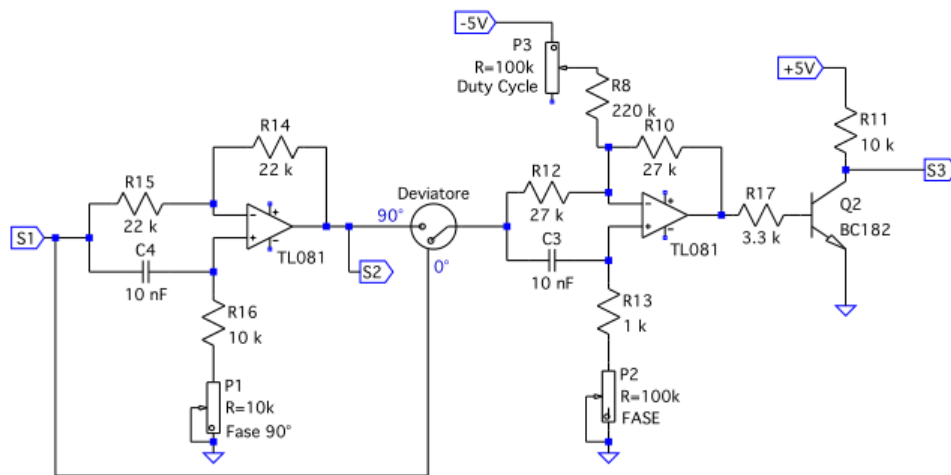 -5V
P3
R=100k
Duty Cycle
R8
220 k
+5V
R11
10 k
R14
22 k
R10
27 k
R15
22 k
R12
27 k
Deviatore
90°
0°
R17
3.3 k
S3
Q2
BC182
S1
TL081
TL081
C4
10 nF
S2
C3
10 nF
R16
10 k
R13
1 k
P1
R=10k
Fase 90°
P2
R=100k
FASE